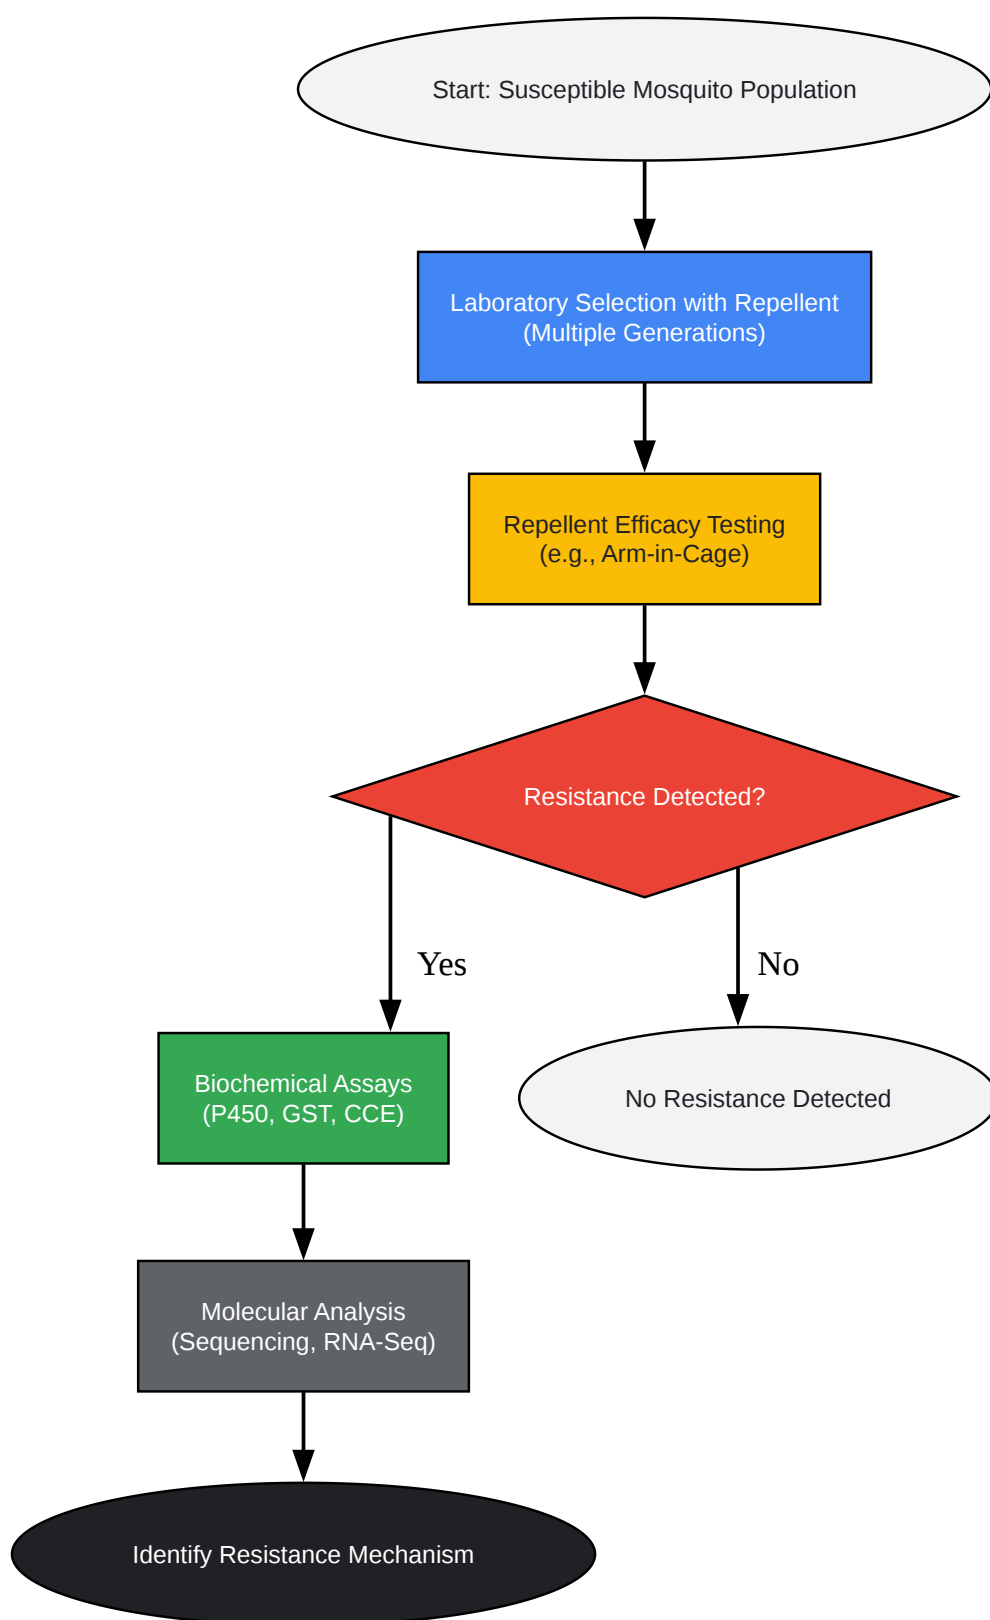 Start: Susceptible Mosquito Population
Laboratory Selection with Repellent
(Multiple Generations)
Repellent Efficacy Testing
(e.g., Arm-in-Cage)
Resistance Detected?
Yes
No
Biochemical Assays
(P450, GST, CCE)
No Resistance Detected
Molecular Analysis
(Sequencing, RNA-Seq)
Identify Resistance Mechanism